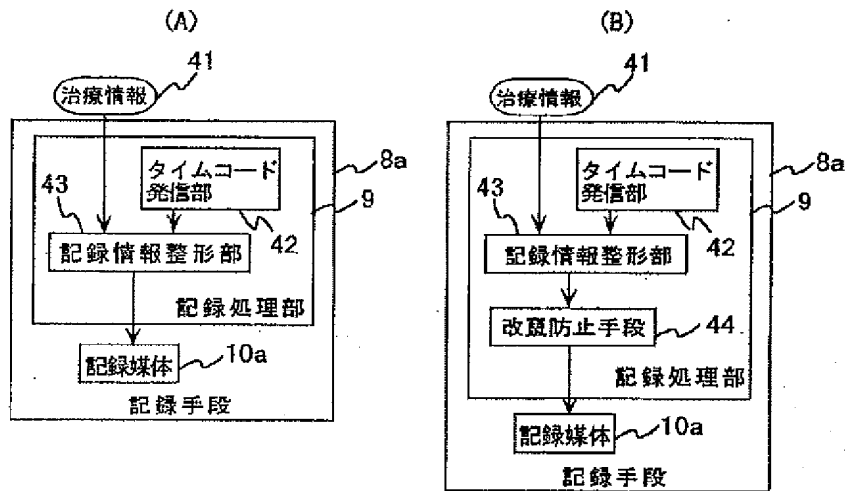 (A)
41
治療情報
8a
タイムコード
発信部
9
43
42
記録情報整形部
記録処理部
記録媒体
10a
記録手段
(B)
41
治療情報
8a
タイムコード
発信部
9
43
42
記録情報整形部
改竄防止手段
44
記録処理部
記録媒体
10a
記録手段